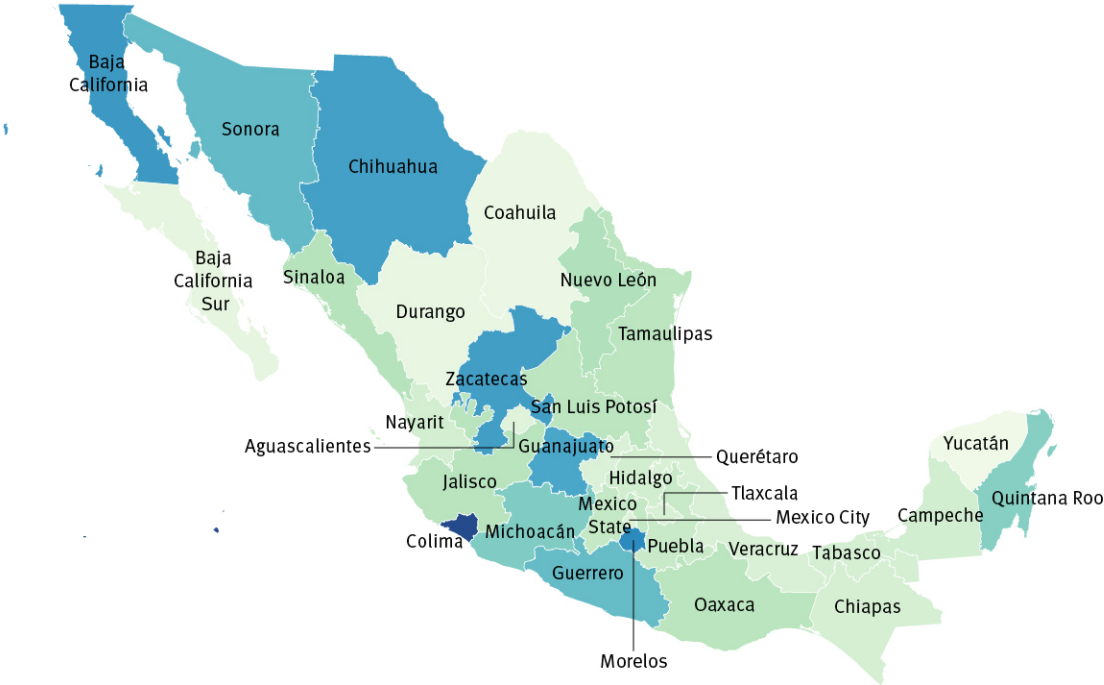 Baja
California
Sonora
Chihuahua
Coahuila
Baja
California
Sur
Sinaloa
Nuevo León
Durango
Tamaulipas
Zacatecas
San Luis Potosí
Nayarit
Aguascalientes
Guanajuato
Querétaro
Yucatán
Hidalgo
Jalisco
Tlaxcala
Quintana Roo
Mexico
State
Mexico City
Campeche
Michoacán
Colima
Puebla
Veracruz
Tabasco
Guerrero
Oaxaca
Chiapas
Morelos